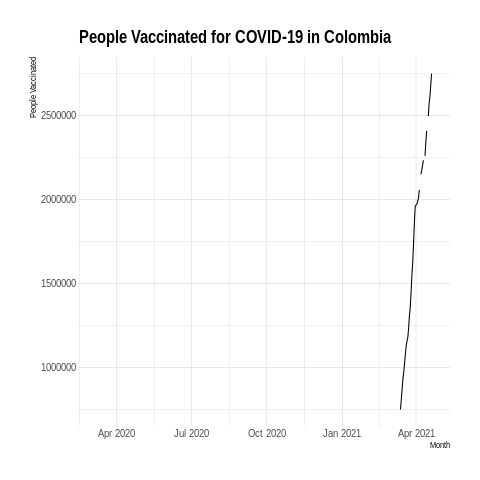 People Vaccinated for COVID-19 in Colombia
People Vaccinated
2500000
2000000
1500000
1000000
Apr 2020 Jul 2020 Oct 2020 Jan 2021 Apr 2021
Month